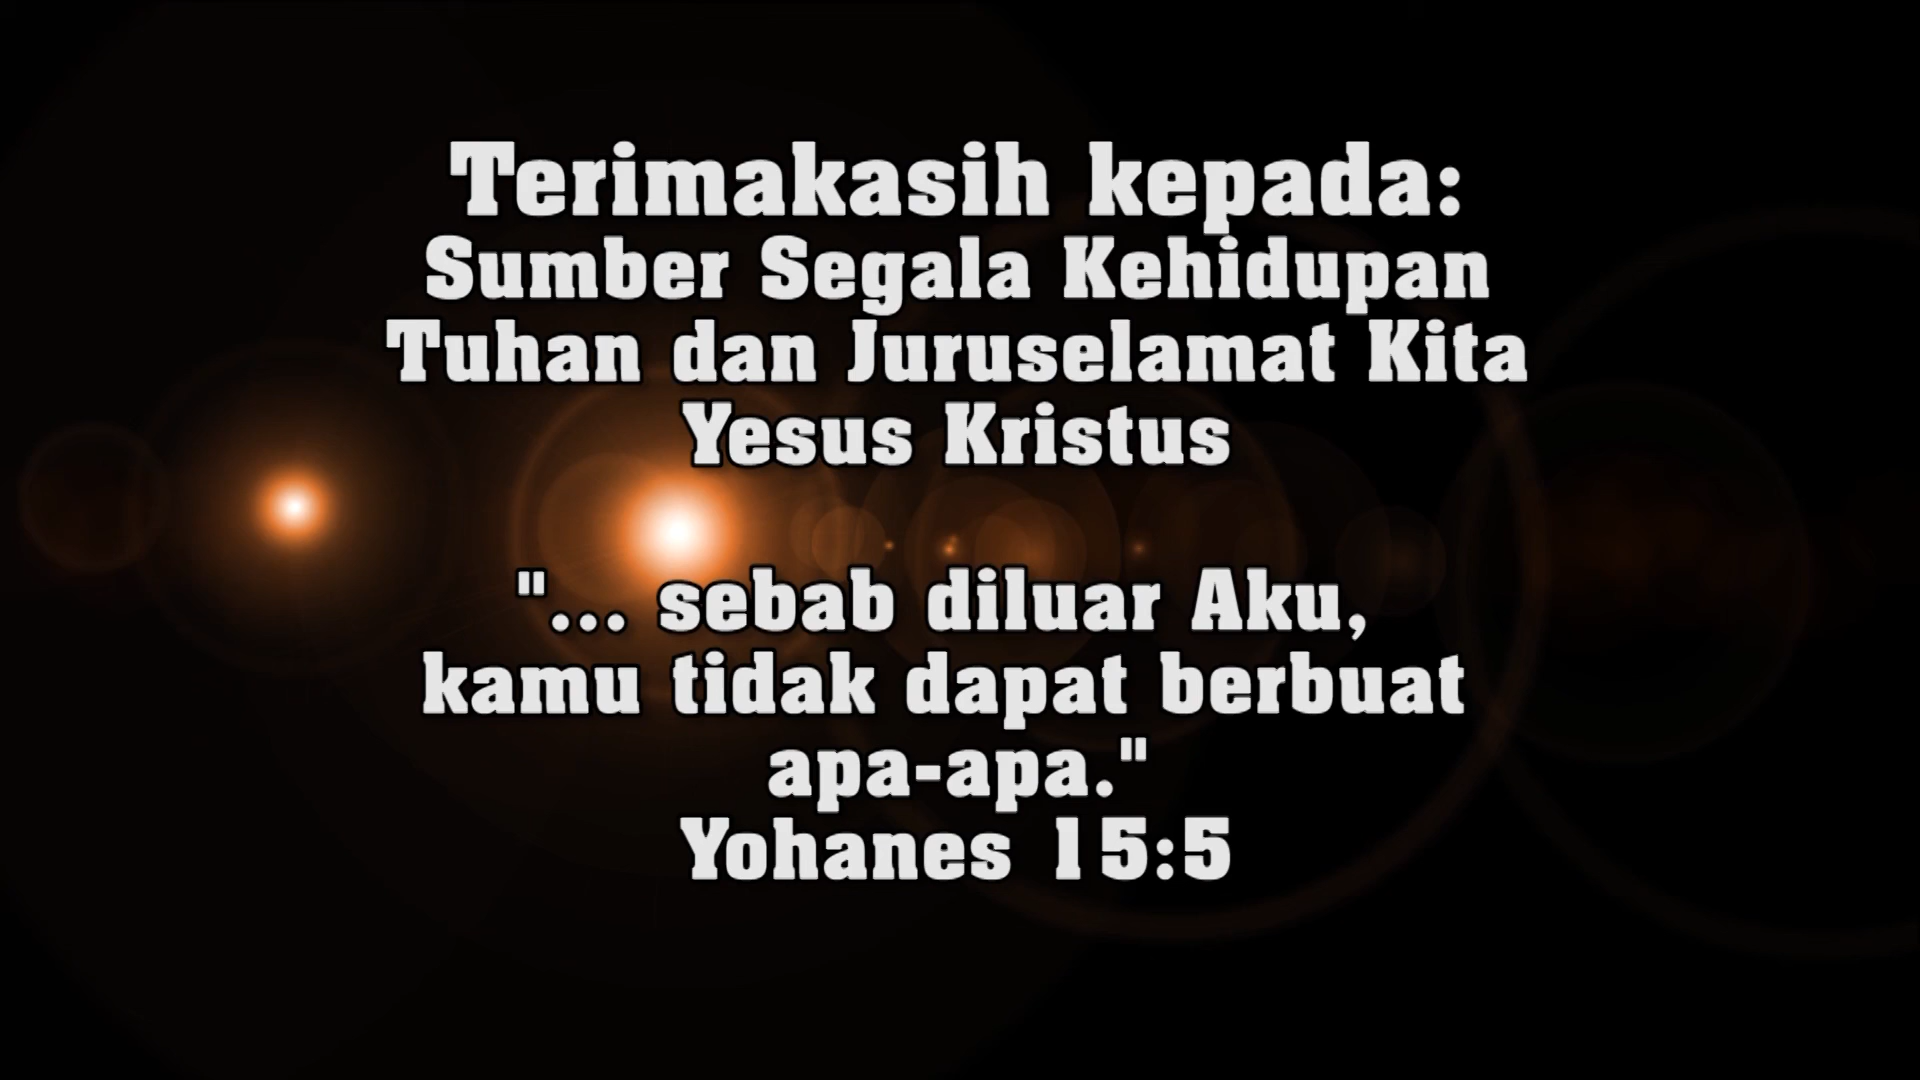 Terimakasih kepada:
Sumber Segala Kehidupan
Tuhan dan Juruselamat Kita
Yesus Kristus
"... sebab diluar Aku,
kamu tidak dapat berbuat
apa-apa."
Yohanes 15:5